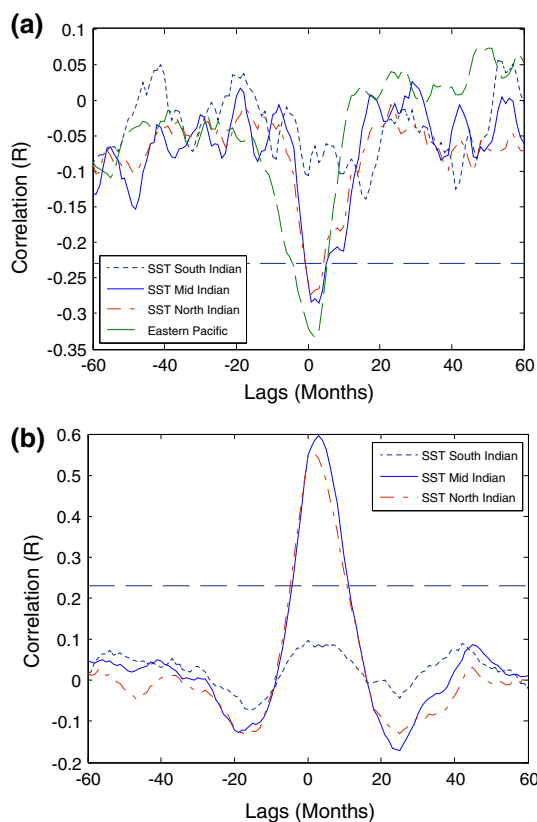 (a)
0.1
0.05
0
-0.05
-0.1
-0.15
-0.2
-0.25
-0.3
-0.35
Correlation (R)
SST South Indian
SST Mid Indian
SST North Indian
Eastern Pacific
-60 -40 -20 0 20 40 60
Lags (Months)
(b)
0.6
0.5
0.4
0.3
0.2
0.1
0
-0.1
-0.2
Correlation (R)
SST South Indian
SST Mid Indian
SST North Indian
-60 -40 -20 0 20 40 60
Lags (Months)